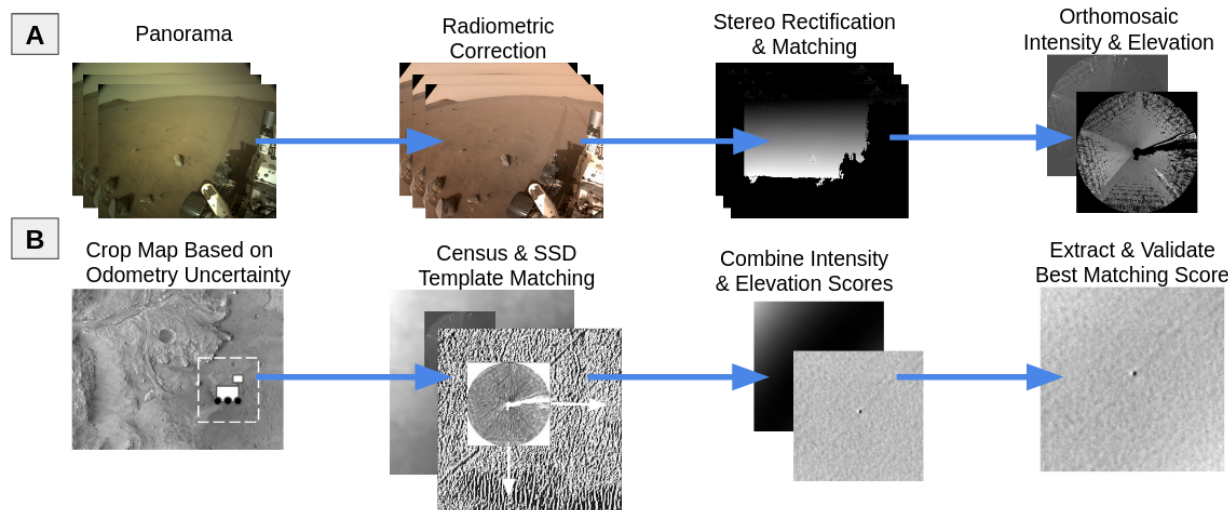 A
Panorama
Radiometric
Correction
Stereo Rectification
& Matching
Orthomosaic
Intensity & Elevation
B
Crop Map Based on
Odometry Uncertainty
Census & SSD
Template Matching
Combine Intensity
& Elevation Scores
Extract & Validate
Best Matching Score